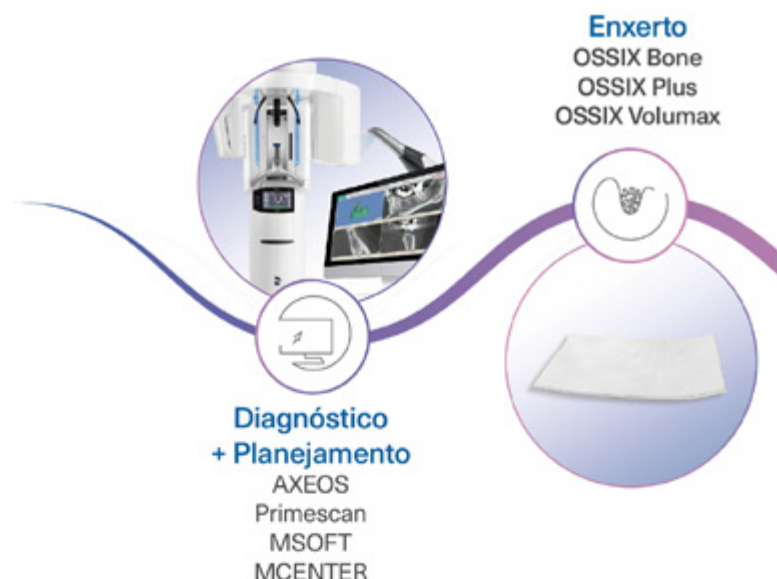 Enxerto
OSSIX Bone
OSSIX Plus
OSSIX Volumax
Diagnóstico
+ Planejamento
AXEOS
Primescan
MSOFT
MCENTER